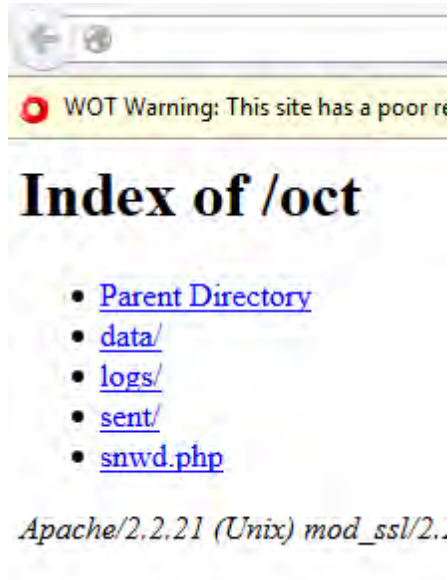 WOT Warning: This site has a poor
Index of /oct
Parent Directory
data/
logs/
sent/
snwd.php
Apache/2.2.21 (Unix) mod_ssl/2.